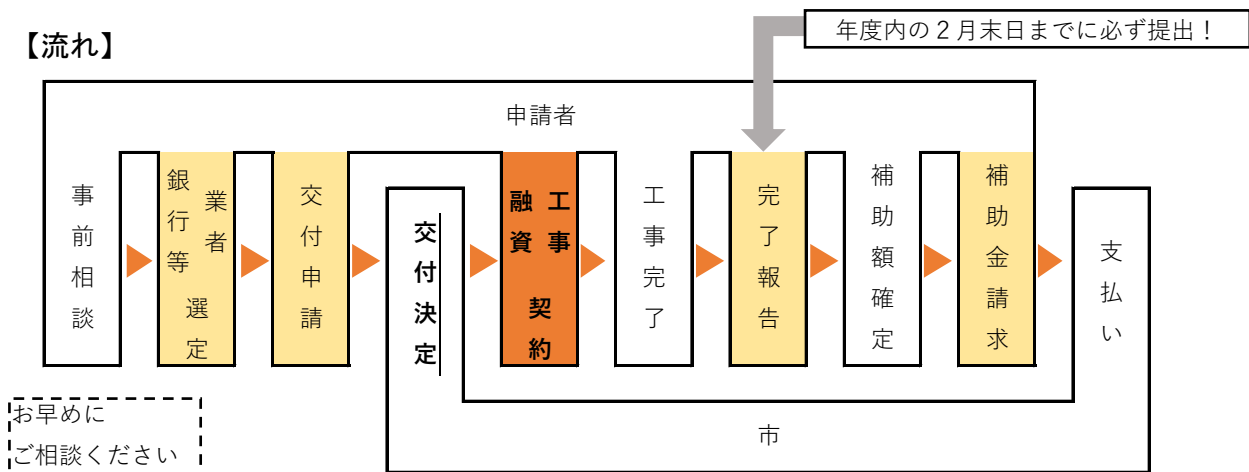 【流れ】
年度内の２月末日までに必ず提出！
申請者
事前相談
銀行等
業者
選定
交付申請
交付決定
融資
工事
契約
工事完了
完了報告
補助額確定
補助金請求
支払い
市
お早めに
ご相談ください